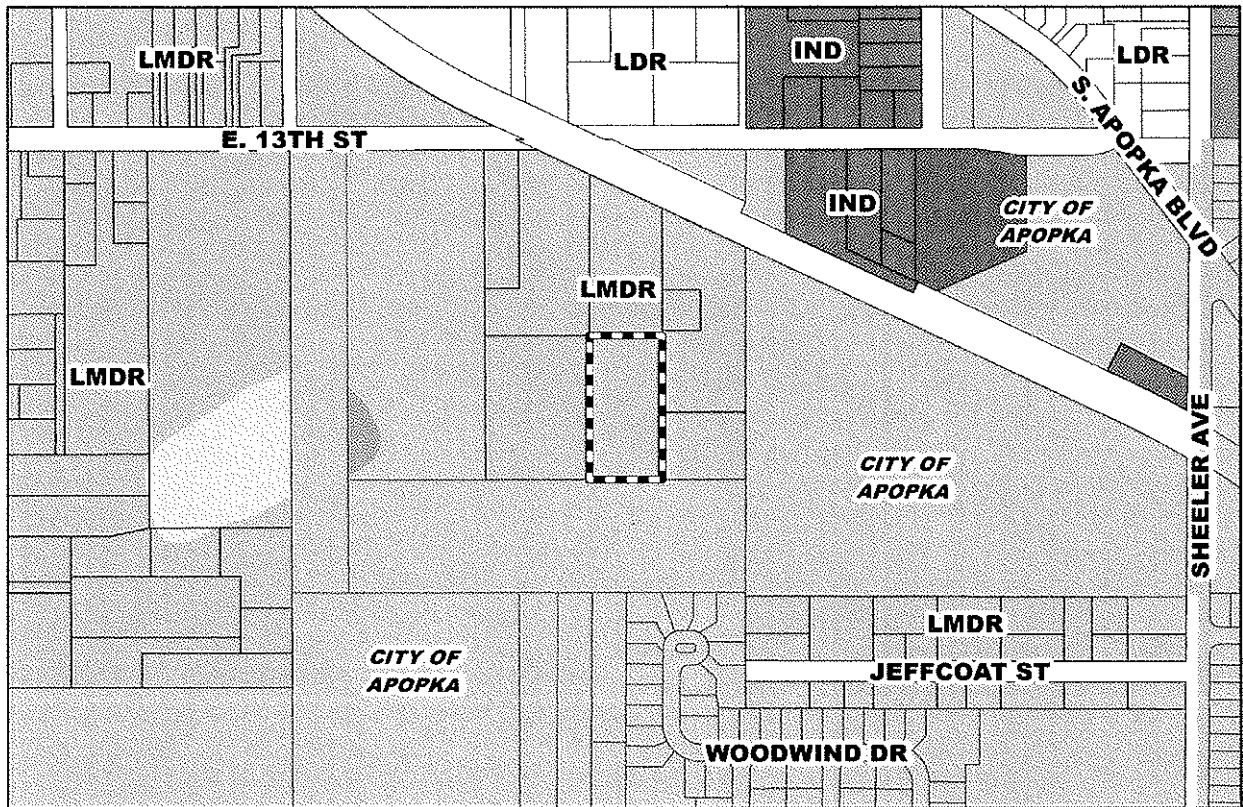 LMDR
LDR
IND
LDR
E. 13TH ST
S. APOPKA BLVD
IND
CITY OF
APOPKA
LMDR
LMDR
CITY OF
APOPKA
SHEELER AVE
LMDR
CITY OF
APOPKA
JEFFCOAT ST
WOODWIND DR